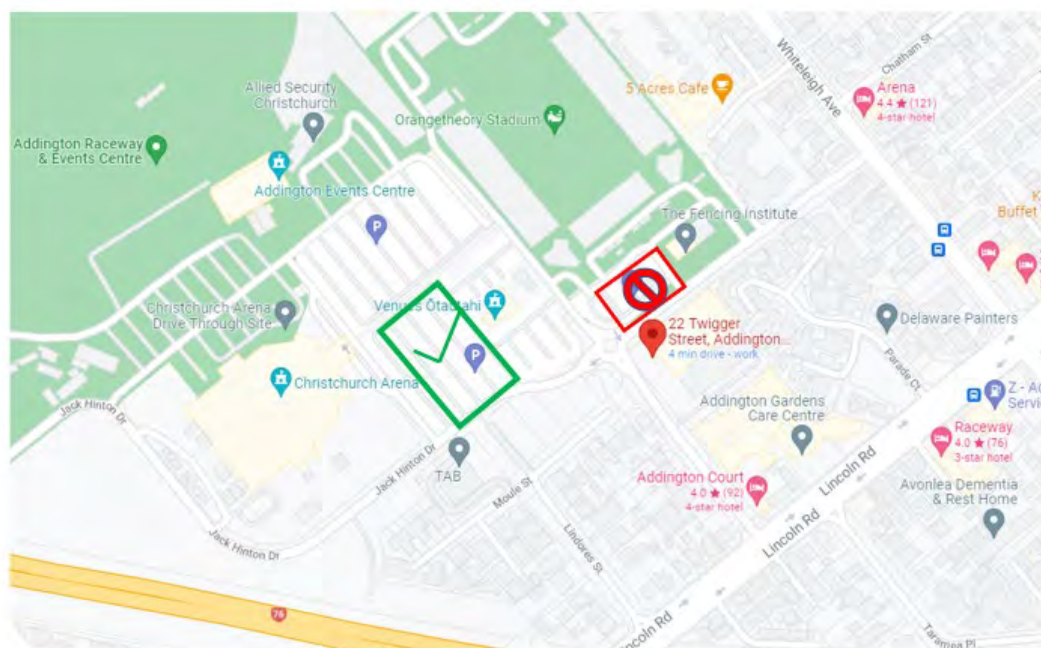 Whiteleigh Ave
Chatham St
Allied Security
Christchurch
5 Acres Cafe
Arena
4.4 ★ (121)
4-star hotel
Orangetheory Stadium
Addington Raceway
& Events Centre
Addington Events Centre
K
Buffet
The Fencing Institute...
P
Christchurch Arena
Drive Through Site
Venues Ōtautahi
22 Twigger
Street, Addington...
4 min drive - work
Delaware Painters
P
Parade Ct
Christchurch Arena
Jack Hinton Dr
Addington Gardens
Care Centre
Z - Ad
Servi
Raceway
4.0 ★ (76)
3-star hotel
Jack Hinton Dr
TAB
Moule St
Addington Court
4.0 ★ (92)
4-star hotel
Lincoln Rd
Avonlea Dementia
& Rest Home
Lindores St
Lincoln Rd
Jack Hinton Dr
76
Lincoln Rd
Taramea Pl